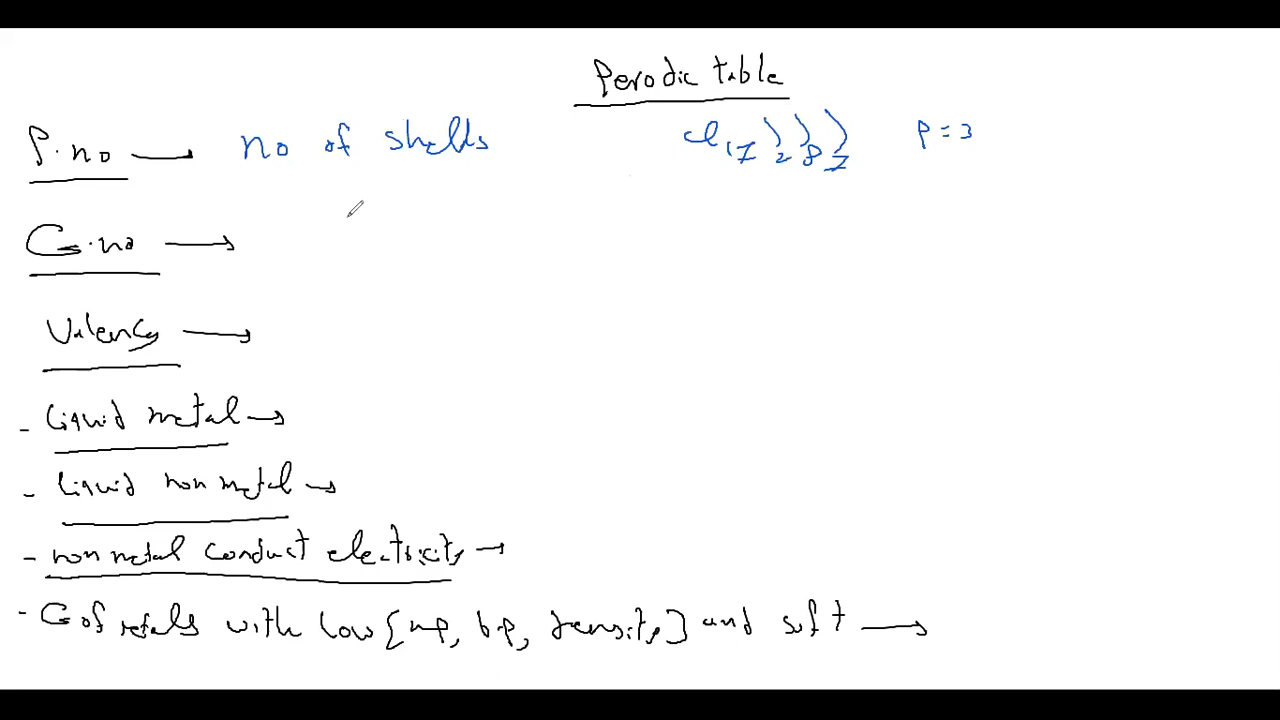 Perodic table
P.no → no of shells Cl 17 ) 2 ) 8 ) 7 P = 3
G.no →
Valency →
- liquid metal →
- liquid non metal →
- non metal conduct electricity →
- G of metals with low [mp, b.p, density] and soft →